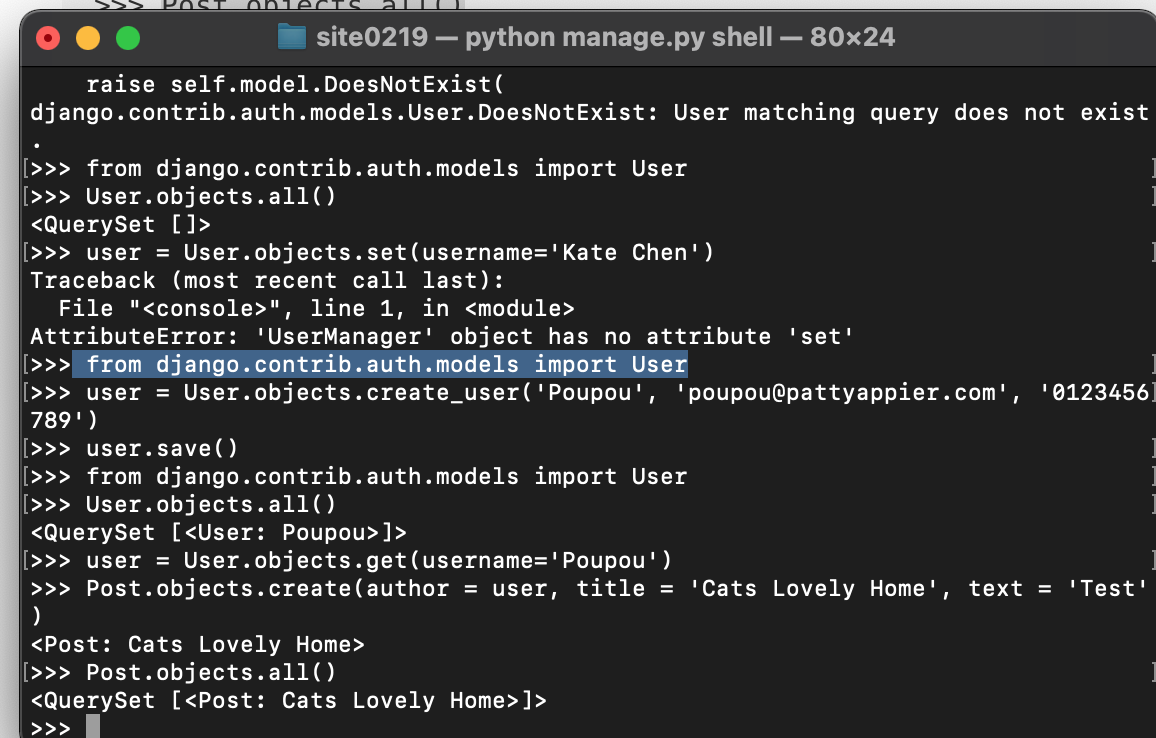 >>> Post.objects.all()
site0219 — python manage.py shell — 80×24
    raise self.model.DoesNotExist(
django.contrib.auth.models.User.DoesNotExist: User matching query does not exist
.
[>>> from django.contrib.auth.models import User ]
[>>> User.objects.all() ]
<QuerySet []>
[>>> user = User.objects.set(username='Kate Chen') ]
Traceback (most recent call last):
  File "<console>", line 1, in <module>
AttributeError: 'UserManager' object has no attribute 'set'
[>>> from django.contrib.auth.models import User ]
[>>> user = User.objects.create_user('Poupou', 'poupou@pattyappier.com', '0123456]
789')
[>>> user.save() ]
[>>> from django.contrib.auth.models import User ]
[>>> User.objects.all() ]
<QuerySet [<User: Poupou>]>
[>>> user = User.objects.get(username='Poupou') ]
>>> Post.objects.create(author = user, title = 'Cats Lovely Home', text = 'Test'
)
<Post: Cats Lovely Home>
[>>> Post.objects.all() ]
<QuerySet [<Post: Cats Lovely Home>]>
>>>